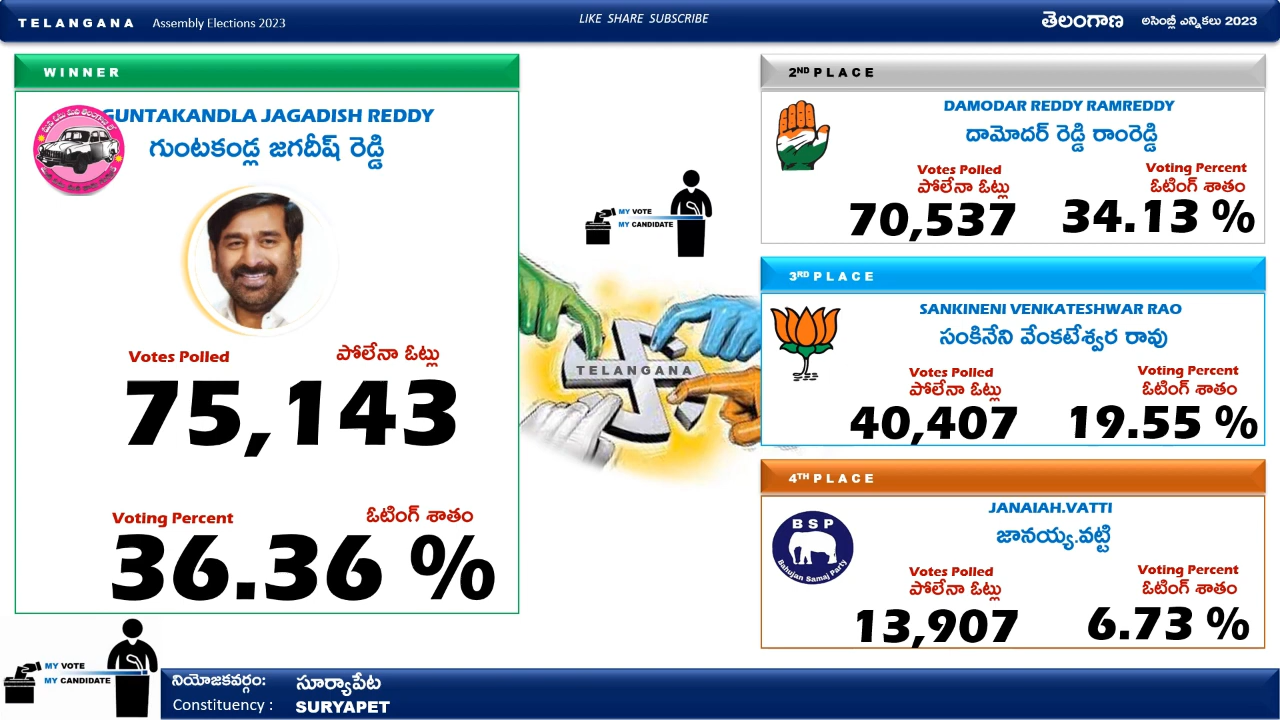 TELANGANA Assembly Elections 2023
LIKE SHARE SUBSCRIBE
తెలంగాణ అసెంబ్లీ ఎన్నికలు 2023
WINNER
GUNTAKANDLA JAGADISH REDDY
గుంటకండ్ల జగదీష్ రెడ్డి
Votes Polled పోలేనా ఓట్లు
75,143
Voting Percent ఓటింగ్ శాతం
36.36 %
MY VOTE
MY CANDIDATE
TELANGANA
2ND PLACE
DAMODAR REDDY RAMREDDY
దామోదర్ రెడ్డి రాంరెడ్డి
Votes Polled Voting Percent
పోలేనా ఓట్లు ఓటింగ్ శాతం
70,537 34.13 %
3RD PLACE
SANKINENI VENKATESHWAR RAO
సంకినేని వేంకటేశ్వర రావు
Votes Polled Voting Percent
పోలేనా ఓట్లు ఓటింగ్ శాతం
40,407 19.55 %
4TH PLACE
JANAIAH.VATTI
జానయ్య.వట్టి
BSP
Bahujan Samaj Party
Votes Polled Voting Percent
పోలేనా ఓట్లు ఓటింగ్ శాతం
13,907 6.73 %
MY VOTE
MY CANDIDATE
నియోజకవర్గం: సూర్యాపేట
Constituency : SURYAPET